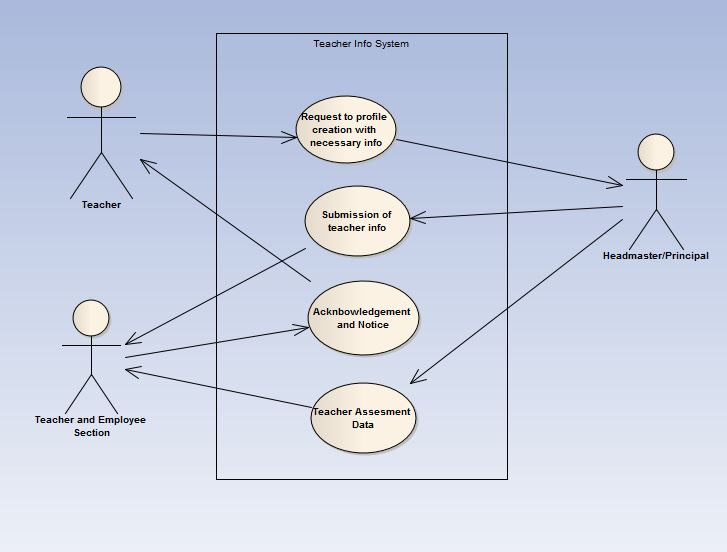 Teacher Info System
Request to profile
creation with
necessary info
Teacher
Submission of
teacher info
Headmaster/Principal
Acknbowledgement
and Notice
Teacher and Employee
Section
Teacher Assesment
Data